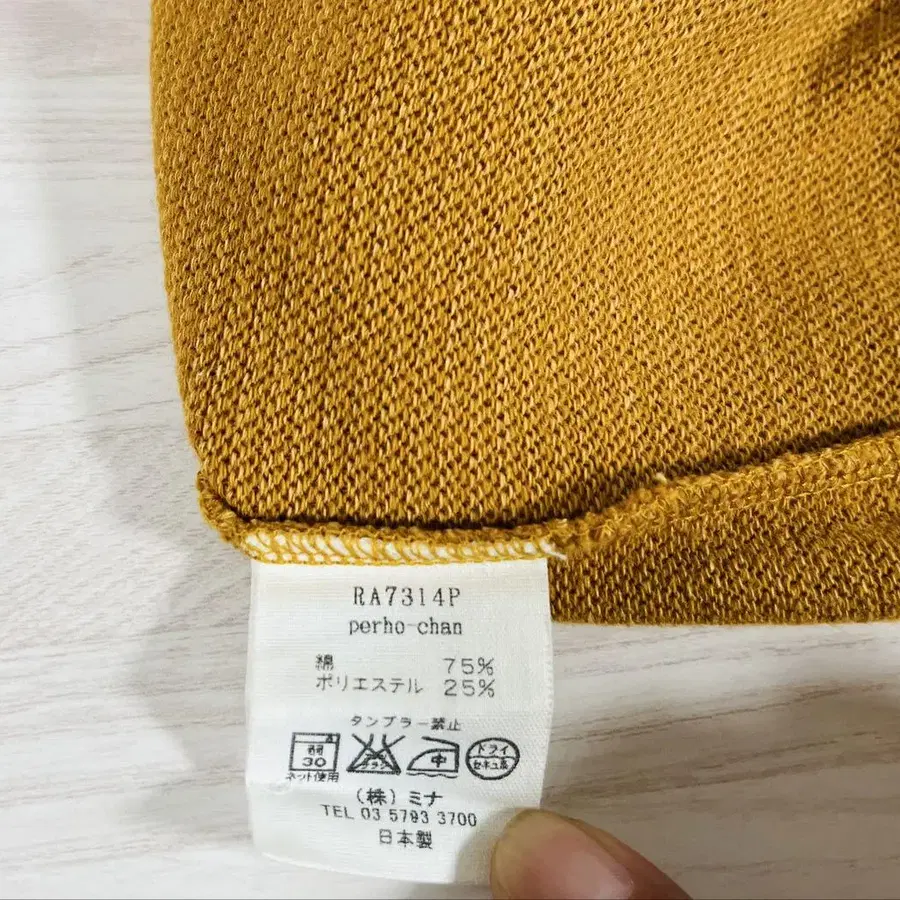 RA7314P
perho-chan
綿 75%
ポリエステル 25%
タンブラー禁止
弱 30 中 ドライ セキユ系
ネット使用
(株) ミナ
TEL 03 5793 3700
日本製